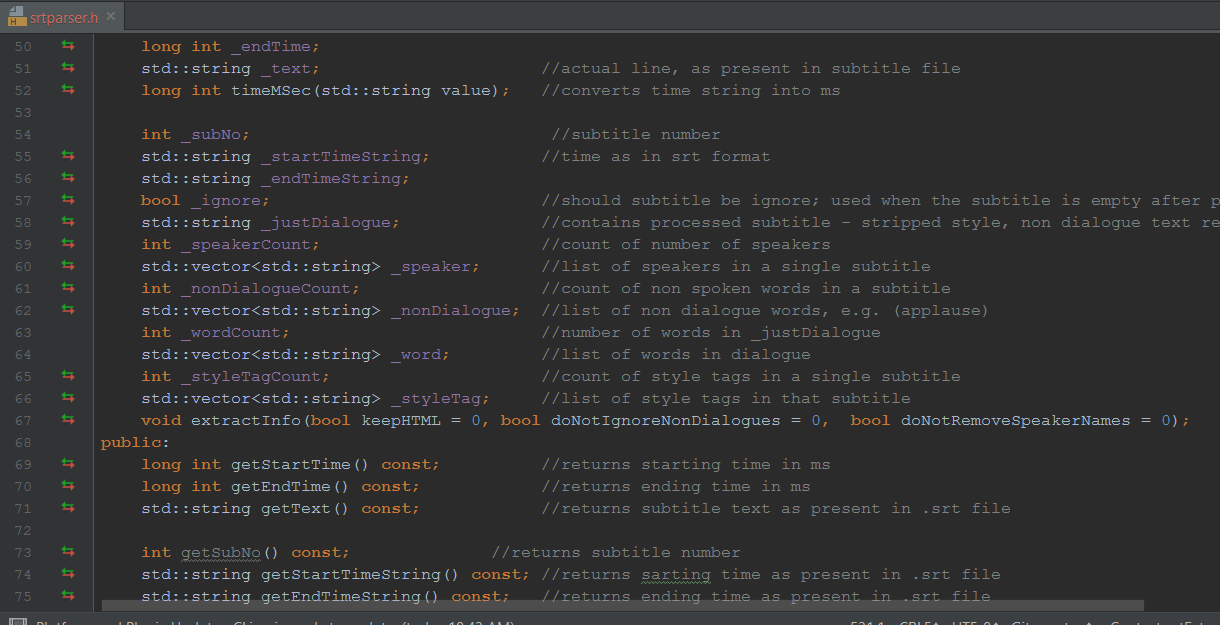 srtparser.h
50 long int _endTime;
51 std::string _text; //actual line, as present in subtitle file
52 long int timeMSec(std::string value); //converts time string into ms
53
54 int _subNo; //subtitle number
55 std::string _startTimeString; //time as in srt format
56 std::string _endTimeString;
57 bool _ignore; //should subtitle be ignore; used when the subtitle is empty after p
58 std::string _justDialogue; //contains processed subtitle - stripped style, non dialogue text re
59 int _speakerCount; //count of number of speakers
60 std::vector<std::string> _speaker; //list of speakers in a single subtitle
61 int _nonDialogueCount; //count of non spoken words in a subtitle
62 std::vector<std::string> _nonDialogue; //list of non dialogue words, e.g. (applause)
63 int _wordCount; //number of words in _justDialogue
64 std::vector<std::string> _word; //list of words in dialogue
65 int _styleTagCount; //count of style tags in a single subtitle
66 std::vector<std::string> _styleTag; //list of style tags in that subtitle
67 void extractInfo(bool keepHTML = 0, bool doNotIgnoreNonDialogues = 0, bool doNotRemoveSpeakerNames = 0);
68 public:
69 long int getStartTime() const; //returns starting time in ms
70 long int getEndTime() const; //returns ending time in ms
71 std::string getText() const; //returns subtitle text as present in .srt file
72
73 int getSubNo() const; //returns subtitle number
74 std::string getStartTimeString() const; //returns sarting time as present in .srt file
75 std::string getEndTimeString() const; //returns ending time as present in .srt file